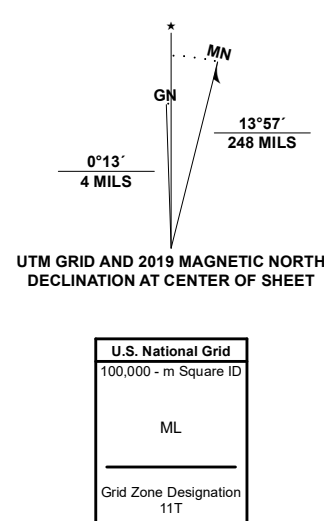 ★
MN
GN
13°57´
248 MILS
0°13´
4 MILS
UTM GRID AND 2019 MAGNETIC NORTH
DECLINATION AT CENTER OF SHEET
U.S. National Grid
100,000 - m Square ID
ML
Grid Zone Designation
11T